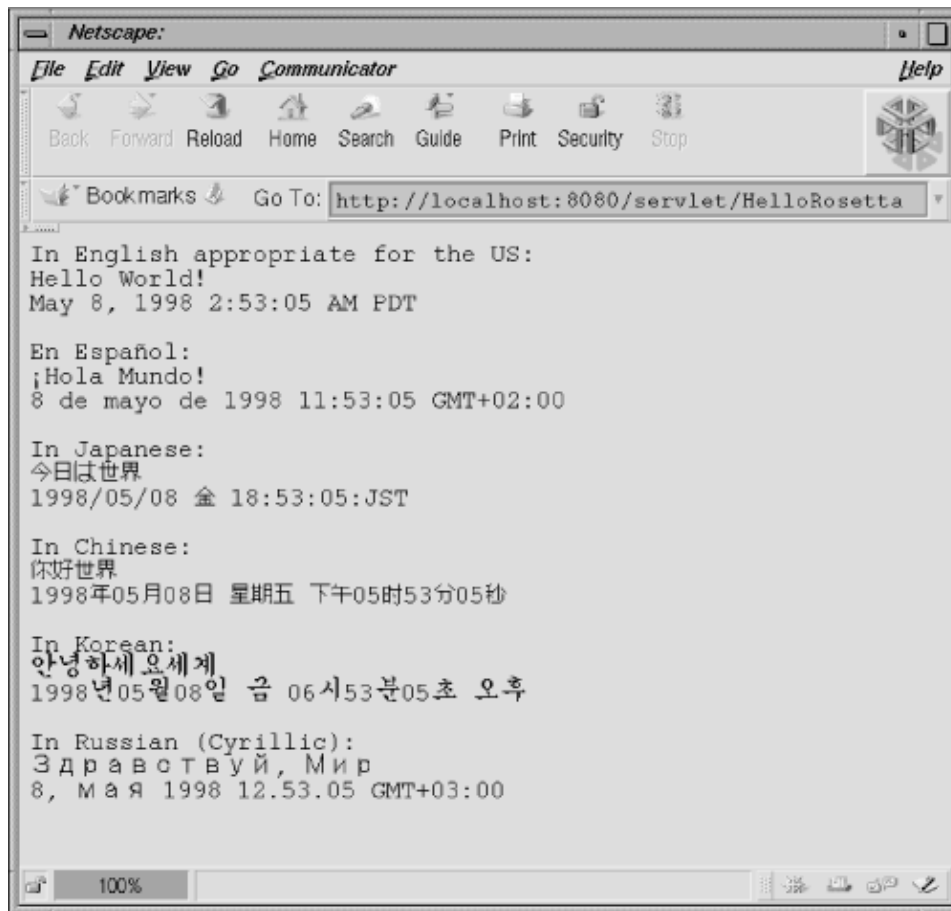 Netscape:
File Edit View Go Communicator Help
Back Forward Reload Home Search Guide Print Security Stop
Bookmarks Go To: http://localhost:8080/servlet/HelloRosetta
In English appropriate for the US:
Hello World!
May 8, 1998 2:53:05 AM PDT
En Español:
¡Hola Mundo!
8 de mayo de 1998 11:53:05 GMT+02:00
In Japanese:
今日は世界
1998/05/08 金 18:53:05:JST
In Chinese:
你好世界
1998年05月08日 星期五 下午05时53分05秒
In Korean:
안녕하세요세계
1998년05월08일 금 06시53분05초 오후
In Russian (Cyrillic):
Здравствуй, Мир
8, мая 1998 12.53.05 GMT+03:00
100%